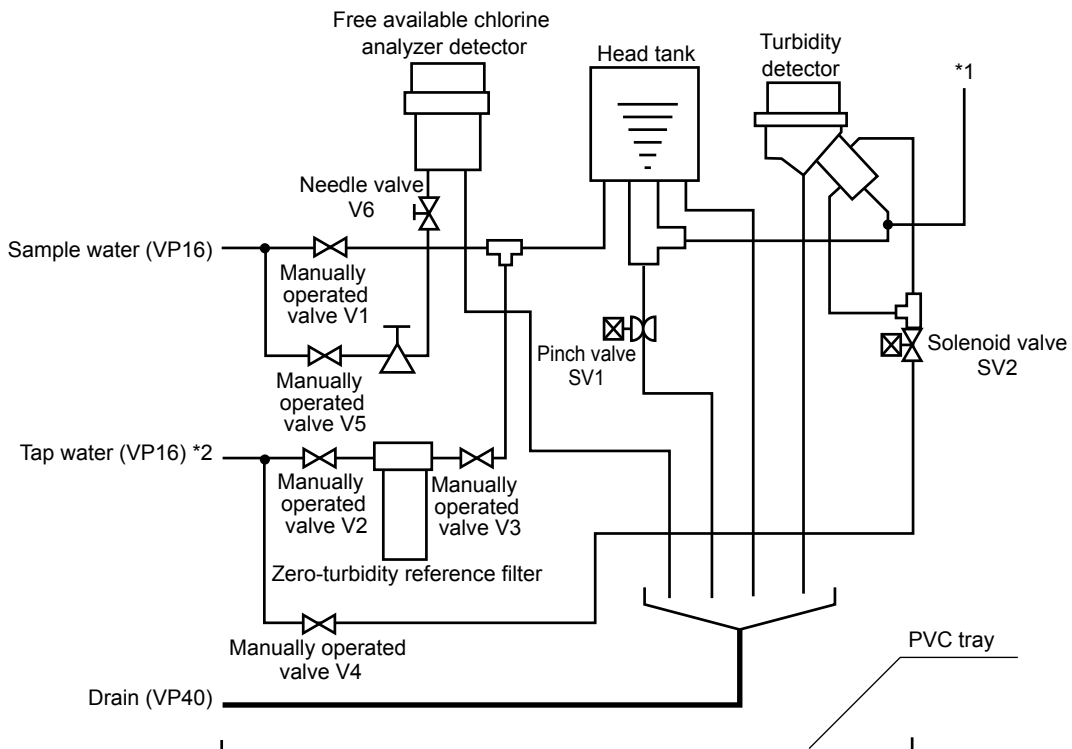 Free available chlorine
analyzer detector
Head tank
Turbidity
detector
*1
Needle valve
V6
Sample water (VP16)
Manually
operated
valve V1
Pinch valve
SV1
Solenoid valve
SV2
Manually
operated
valve V5
Tap water (VP16) *2
Manually
operated
valve V2
Manually
operated
valve V3
Zero-turbidity reference filter
Manually operated
valve V4
PVC tray
Drain (VP40)